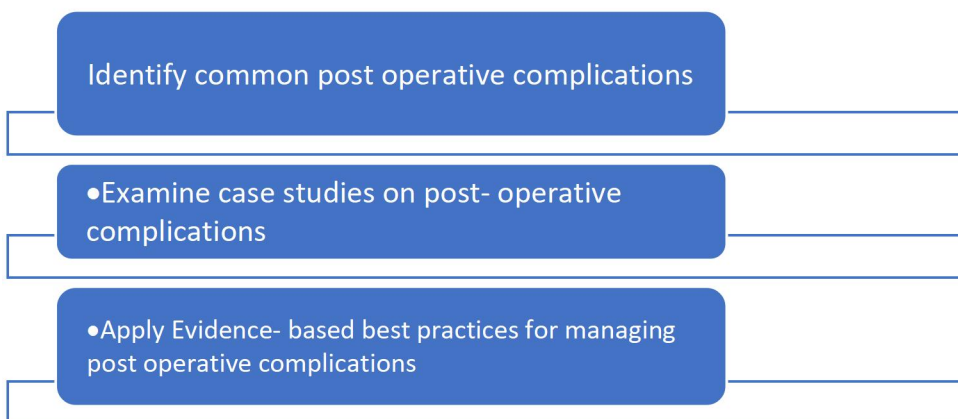 Identify common post operative complications
•Examine case studies on post- operative
complications
•Apply Evidence- based best practices for managing
post operative complications